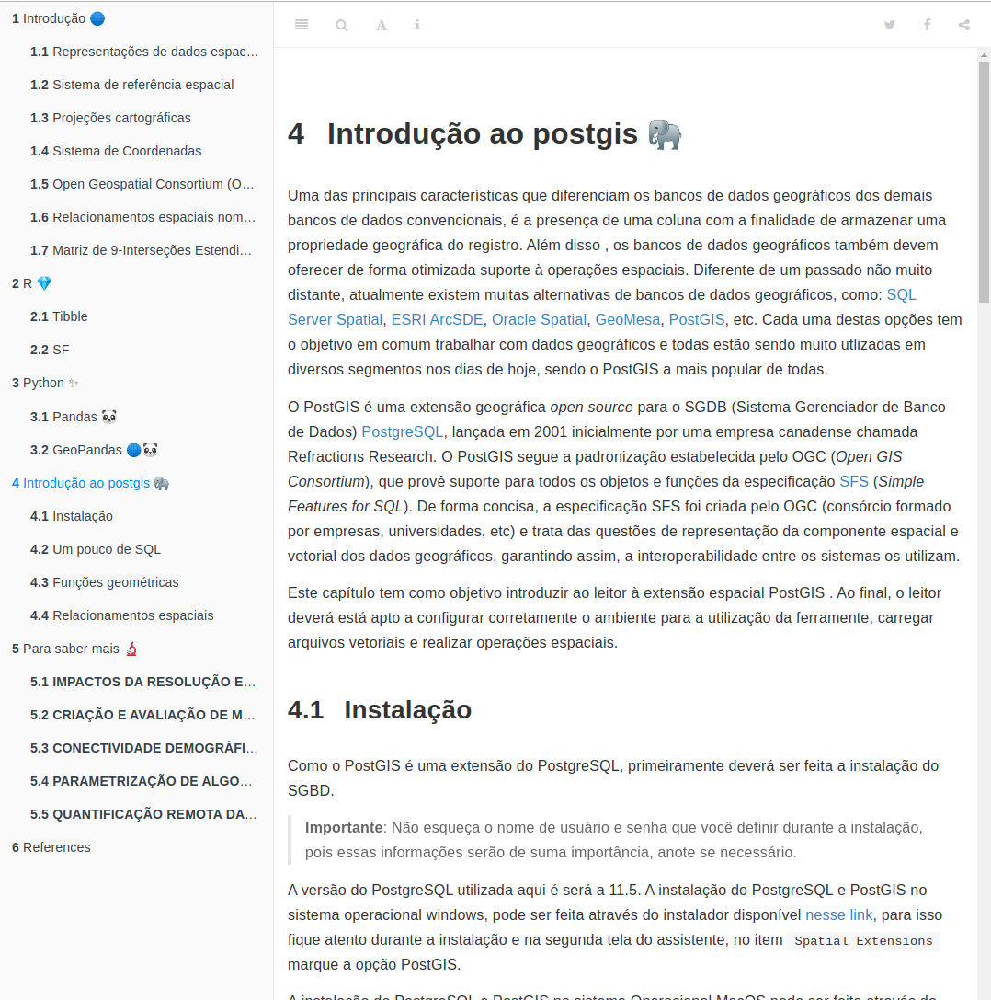 1 Introdução
1.1 Representações de dados espac…
1.2 Sistema de referência espacial
1.3 Projeções cartográficas
1.4 Sistema de Coordenadas
1.5 Open Geospatial Consortium (O…
1.6 Relacionamentos espaciais nom…
1.7 Matriz de 9-Interseções Estendi…
2 R
2.1 Tibble
2.2 SF
3 Python
3.1 Pandas
3.2 GeoPandas
4 Introdução ao postgis
4.1 Instalação
4.2 Um pouco de SQL
4.3 Funções geométricas
4.4 Relacionamentos espaciais
5 Para saber mais
5.1 IMPACTOS DA RESOLUÇÃO E…
5.2 CRIAÇÃO E AVALIAÇÃO DE M…
5.3 CONECTIVIDADE DEMOGRÁFI…
5.4 PARAMETRIZAÇÃO DE ALGO…
5.5 QUANTIFICAÇÃO REMOTA DA…
6 References
4 Introdução ao postgis
Uma das principais características que diferenciam os bancos de dados geográficos dos demais
bancos de dados convencionais, é a presença de uma coluna com a finalidade de armazenar uma
propriedade geográfica do registro. Além disso , os bancos de dados geográficos também devem
oferecer de forma otimizada suporte à operações espaciais. Diferente de um passado não muito
distante, atualmente existem muitas alternativas de bancos de dados geográficos, como: SQL
Server Spatial, ESRI ArcSDE, Oracle Spatial, GeoMesa, PostGIS, etc. Cada uma destas opções tem
o objetivo em comum trabalhar com dados geográficos e todas estão sendo muito utlizadas em
diversos segmentos nos dias de hoje, sendo o PostGIS a mais popular de todas.
O PostGIS é uma extensão geográfica open source para o SGDB (Sistema Gerenciador de Banco
de Dados) PostgreSQL, lançada em 2001 inicialmente por uma empresa canadense chamada
Refractions Research. O PostGIS segue a padronização estabelecida pelo OGC (Open GIS
Consortium), que provê suporte para todos os objetos e funções da especificação SFS (Simple
Features for SQL). De forma concisa, a especificação SFS foi criada pelo OGC (consórcio formado
por empresas, universidades, etc) e trata das questões de representação da componente espacial e
vetorial dos dados geográficos, garantindo assim, a interoperabilidade entre os sistemas os utilizam.
Este capítulo tem como objetivo introduzir ao leitor à extensão espacial PostGIS . Ao final, o leitor
deverá está apto a configurar corretamente o ambiente para a utilização da ferramente, carregar
arquivos vetoriais e realizar operações espaciais.
4.1 Instalação
Como o PostGIS é uma extensão do PostgreSQL, primeiramente deverá ser feita a instalação do
SGBD.
Importante: Não esqueça o nome de usuário e senha que você definir durante a instalação,
pois essas informações serão de suma importância, anote se necessário.
A versão do PostgreSQL utilizada aqui é será a 11.5. A instalação do PostgreSQL e PostGIS no
sistema operacional windows, pode ser feita através do instalador disponível nesse link, para isso
fique atento durante a instalação e na segunda tela do assistente, no item Spatial Extensions
marque a opção PostGIS.
A instalação do PostgreSQL e PostGIS no sistema Operacional MacOS pode ser feita através do